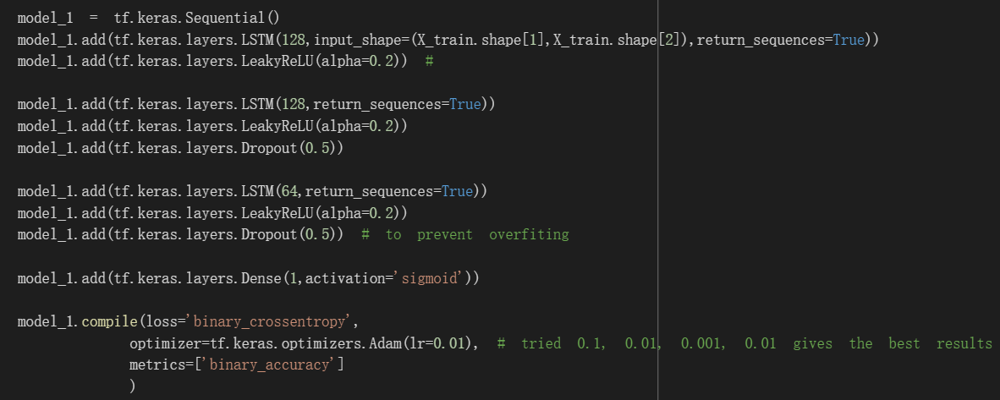 model_1 = tf.keras.Sequential()
model_1.add(tf.keras.layers.LSTM(128,input_shape=(X_train.shape[1],X_train.shape[2]),return_sequences=True))
model_1.add(tf.keras.layers.LeakyReLU(alpha=0.2)) #
model_1.add(tf.keras.layers.LSTM(128,return_sequences=True))
model_1.add(tf.keras.layers.LeakyReLU(alpha=0.2))
model_1.add(tf.keras.layers.Dropout(0.5))
model_1.add(tf.keras.layers.LSTM(64,return_sequences=True))
model_1.add(tf.keras.layers.LeakyReLU(alpha=0.2))
model_1.add(tf.keras.layers.Dropout(0.5)) # to prevent overfiting
model_1.add(tf.keras.layers.Dense(1,activation='sigmoid'))
model_1.compile(loss='binary_crossentropy',
optimizer=tf.keras.optimizers.Adam(lr=0.01), # tried 0.1, 0.01, 0.001, 0.01 gives the best results
metrics=['binary_accuracy']
)